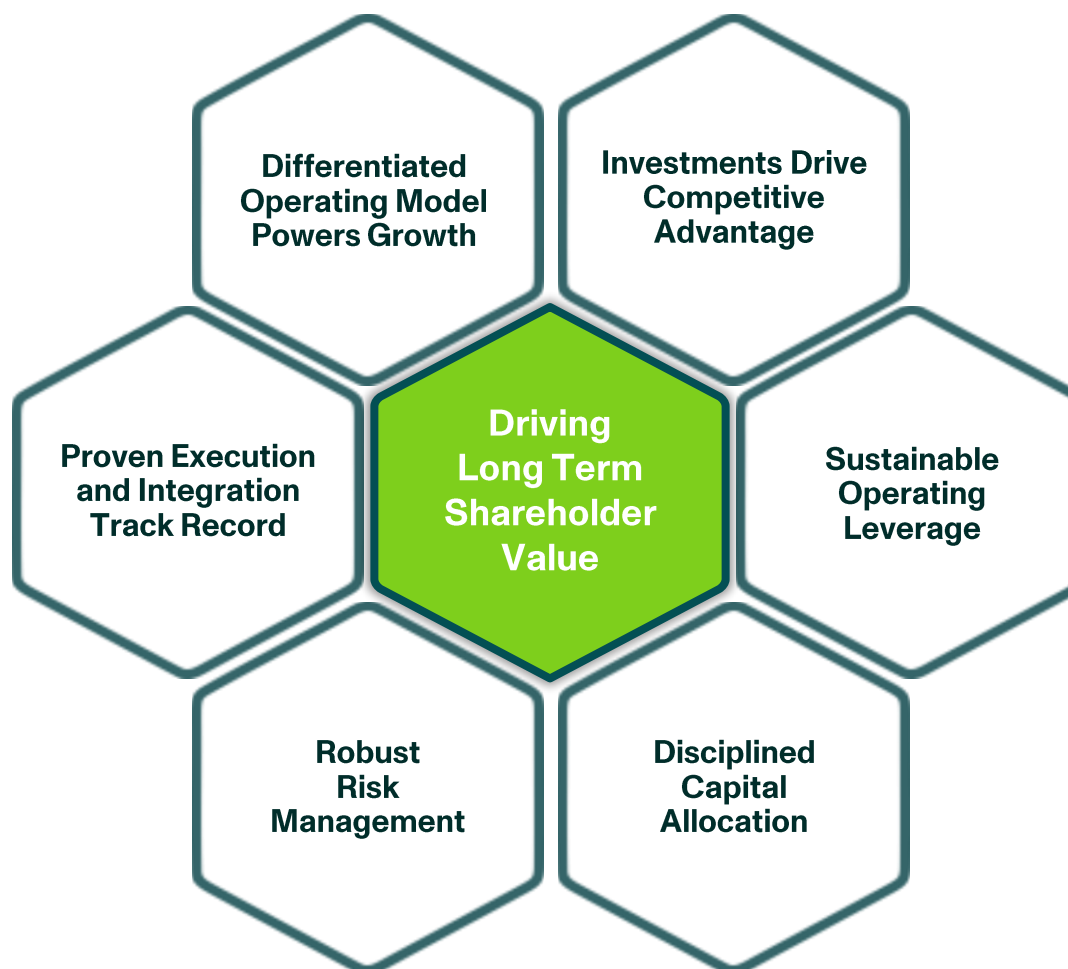 Differentiated
Operating Model
Powers Growth
Investments Drive
Competitive
Advantage
Proven Execution
and Integration
Track Record
Driving
Long Term
Shareholder
Value
Sustainable
Operating
Leverage
Robust
Risk
Management
Disciplined
Capital
Allocation